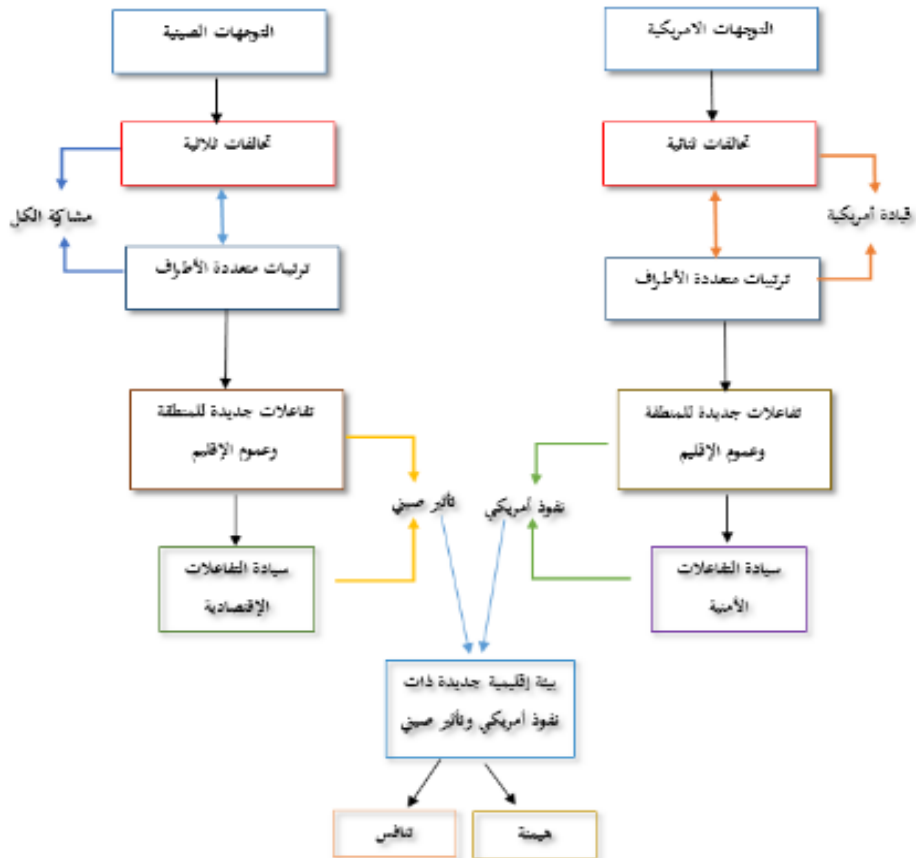 التوجهات الامريكية
التوجهات الصينية
تحالفات ثنائية
تحالفات ثلاثية
قيادة أمريكية
مشاركة الكل
ترتيبات متعددة الأطراف
ترتيبات متعددة الأطراف
تفاعلات جديدة للمنطقة
وعموم الإقليم
تفاعلات جديدة للمنطقة
وعموم الإقليم
نفوذ أمريكي
تأثير صيني
سيادة التفاعلات
الأمنية
سيادة التفاعلات
الإقتصادية
بيئة إقليمية جديدة ذات
نفوذ أمريكي وتأثير صيني
هيمنة
تنافس